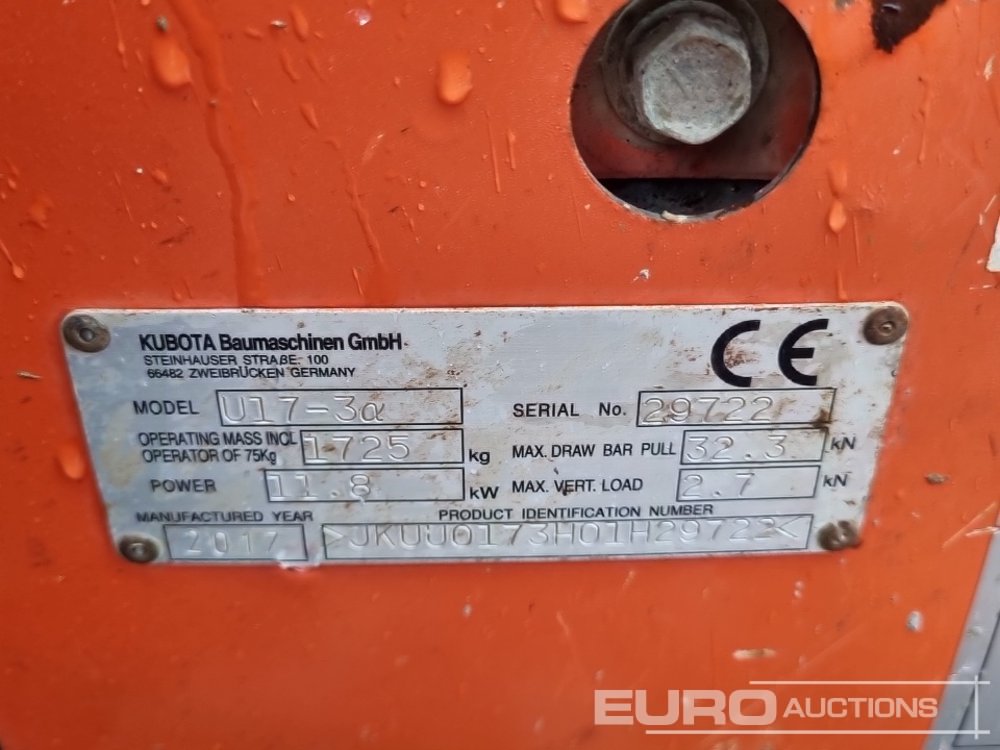 KUBOTA Baumaschinen GmbH
STEINHAUSER STRAßE 100
66482 ZWEIBRÜCKEN GERMANY
CE
MODEL U17-3α
SERIAL No. 29722
OPERATING MASS INCL
OPERATOR OF 75Kg 1725 kg
MAX. DRAW BAR PULL 32.3 kN
POWER 11.8 kW
MAX. VERT. LOAD 2.7 kN
MANUFACTURED YEAR 2017
PRODUCT IDENTIFICATION NUMBER
>JKUU0173H01H29722<
EURO AUCTIONS